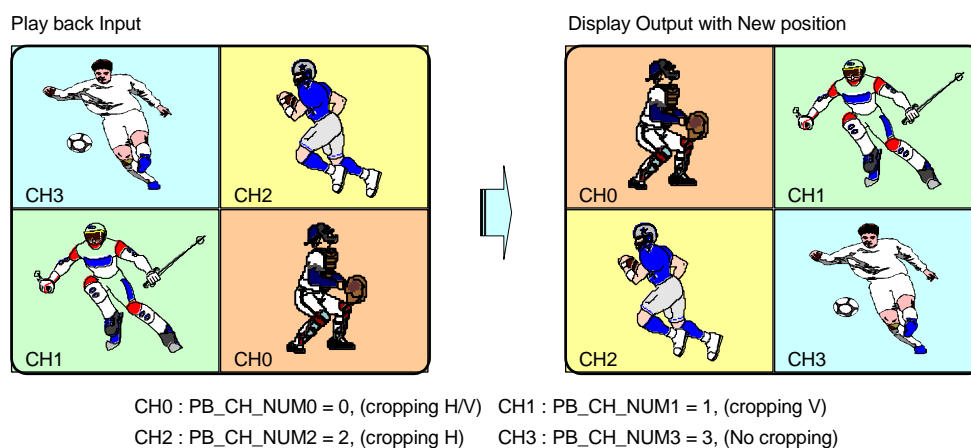 Play back Input
Display Output with New position
CH3
CH2
CH0
CH1
CH1
CH0
CH2
CH3
CH0 : PB_CH_NUM0 = 0, (cropping H/V) CH1 : PB_CH_NUM1 = 1, (cropping V)
CH2 : PB_CH_NUM2 = 2, (cropping H) CH3 : PB_CH_NUM3 = 3, (No cropping)